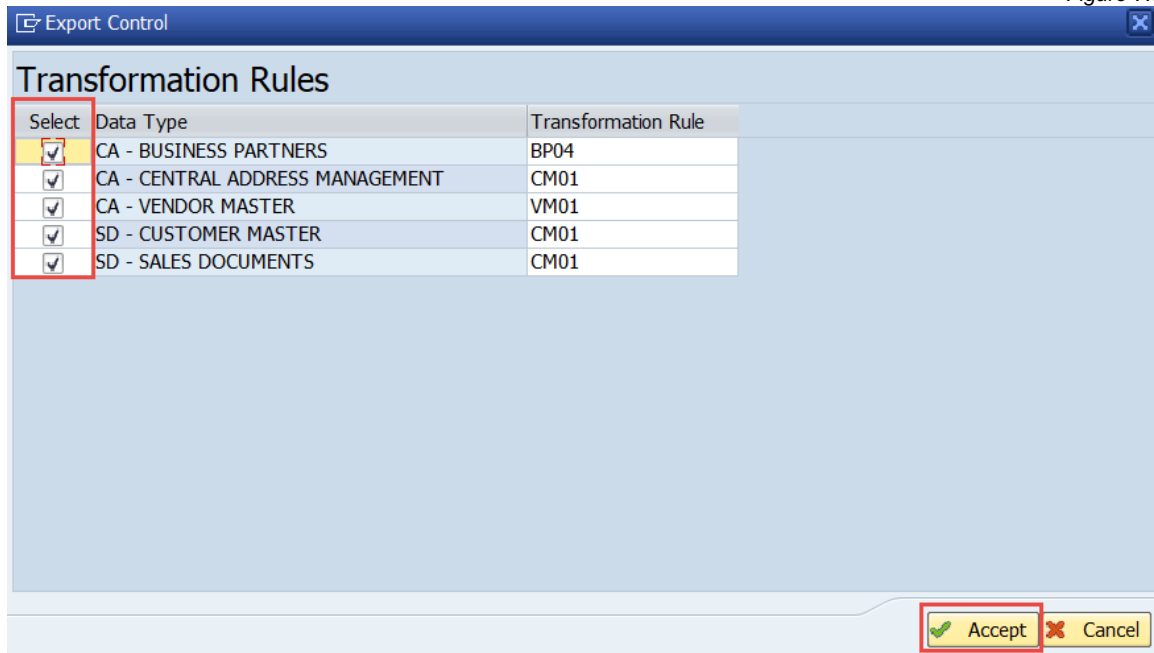 Export Control
Transformation Rules
Select Data Type Transformation Rule
CA - BUSINESS PARTNERS BP04
CA - CENTRAL ADDRESS MANAGEMENT CM01
CA - VENDOR MASTER VM01
SD - CUSTOMER MASTER CM01
SD - SALES DOCUMENTS CM01
Accept Cancel